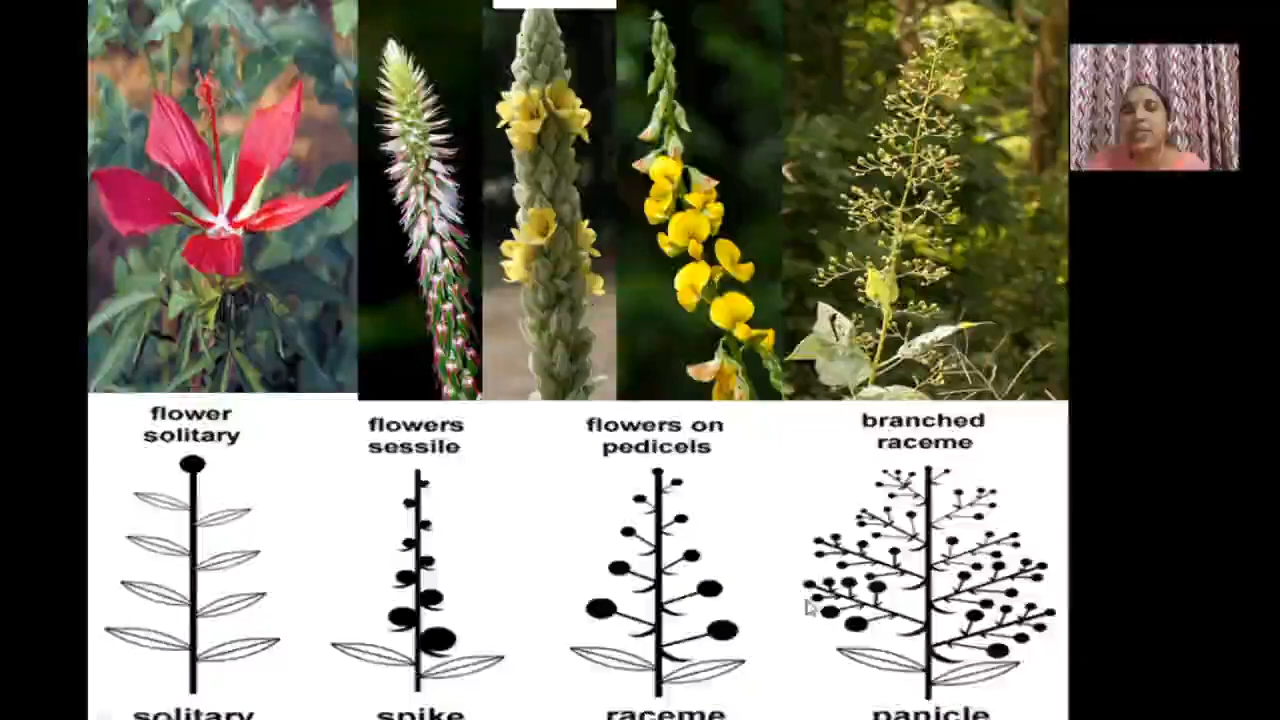 flower
solitary
flowers
sessile
flowers on
pedicels
branched
raceme
solitary
spike
raceme
panicle